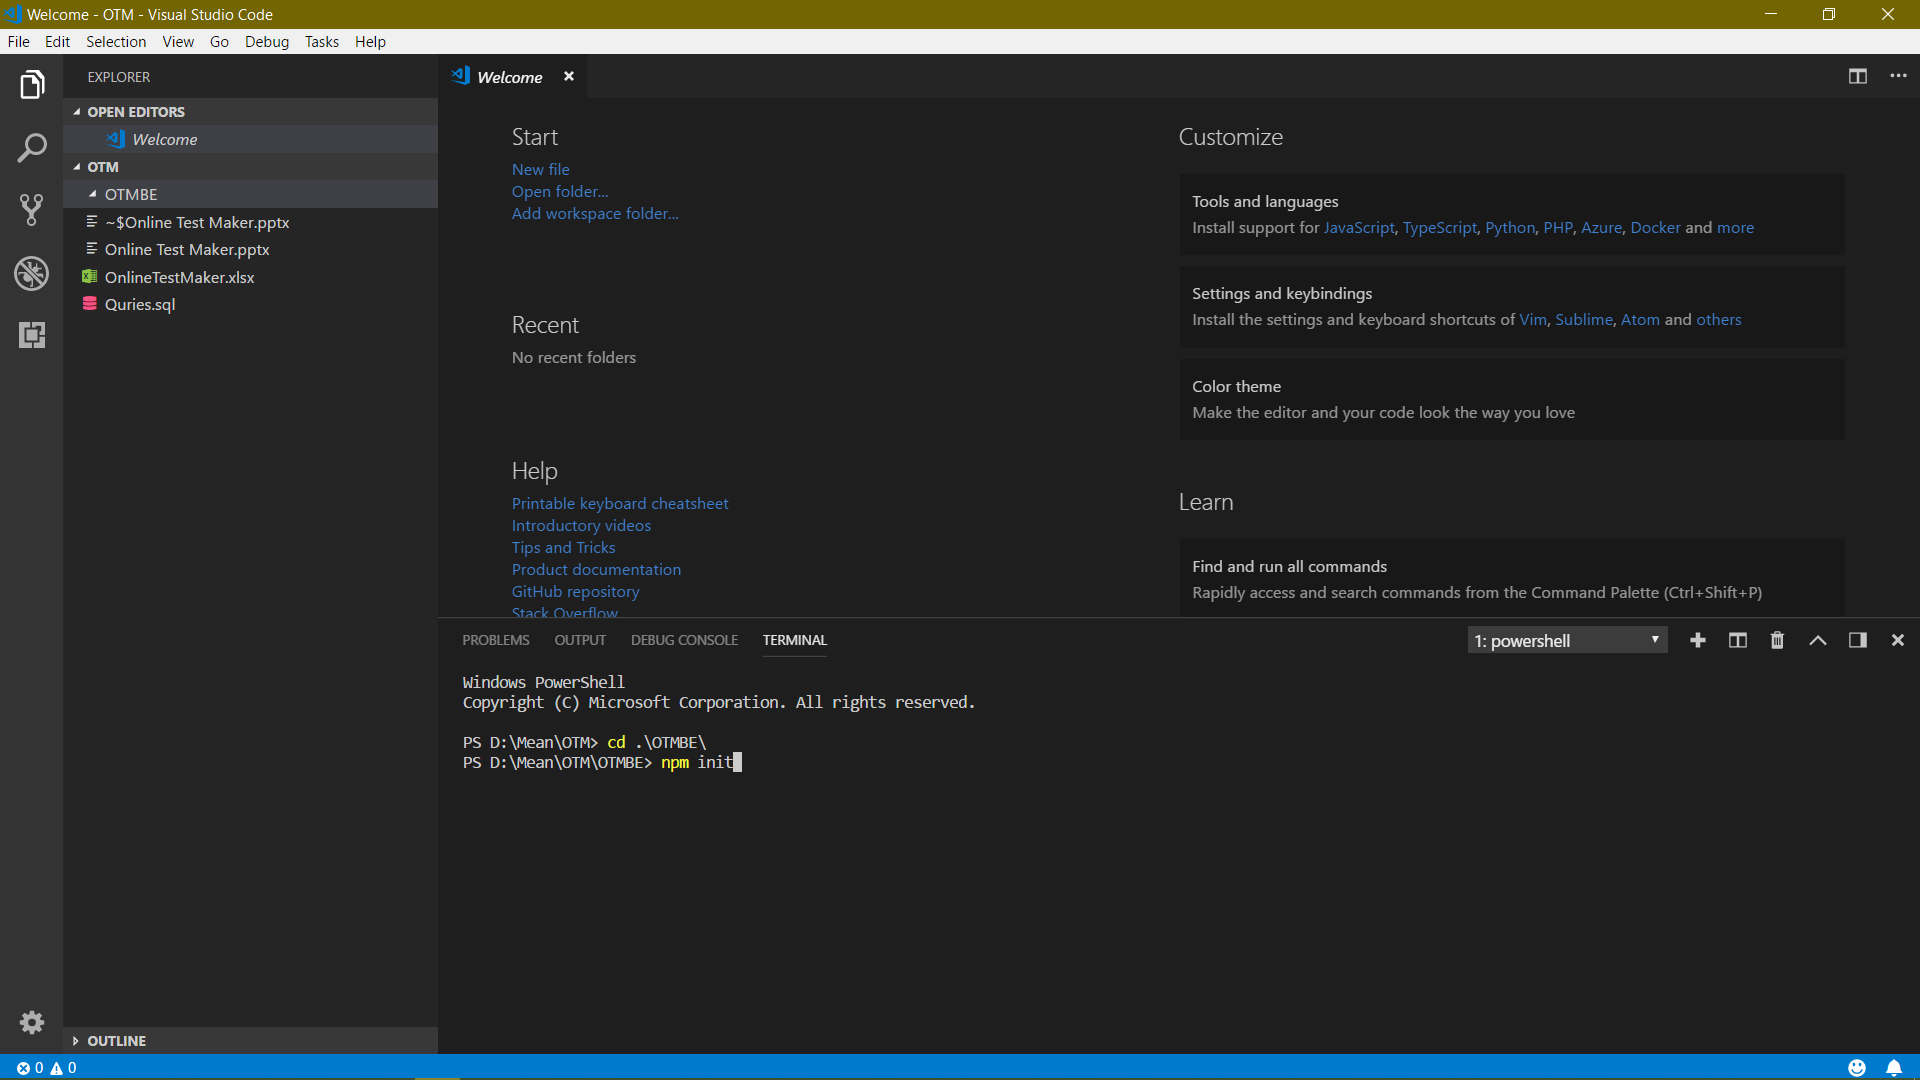 Welcome - OTM - Visual Studio Code
File Edit Selection View Go Debug Tasks Help
EXPLORER
OPEN EDITORS
Welcome
OTM
OTMBE
~$Online Test Maker.pptx
Online Test Maker.pptx
OnlineTestMaker.xlsx
Quries.sql
OUTLINE
Welcome
Start
New file
Open folder...
Add workspace folder...
Recent
No recent folders
Help
Printable keyboard cheatsheet
Introductory videos
Tips and Tricks
Product documentation
GitHub repository
Stack Overflow
Customize
Tools and languages
Install support for JavaScript, TypeScript, Python, PHP, Azure, Docker and more
Settings and keybindings
Install the settings and keyboard shortcuts of Vim, Sublime, Atom and others
Color theme
Make the editor and your code look the way you love
Learn
Find and run all commands
Rapidly access and search commands from the Command Palette (Ctrl+Shift+P)
PROBLEMS OUTPUT DEBUG CONSOLE TERMINAL
1: powershell
Windows PowerShell
Copyright (C) Microsoft Corporation. All rights reserved.
PS D:\Mean\OTM> cd .\OTMBE\
PS D:\Mean\OTM\OTMBE> npm init
0 0